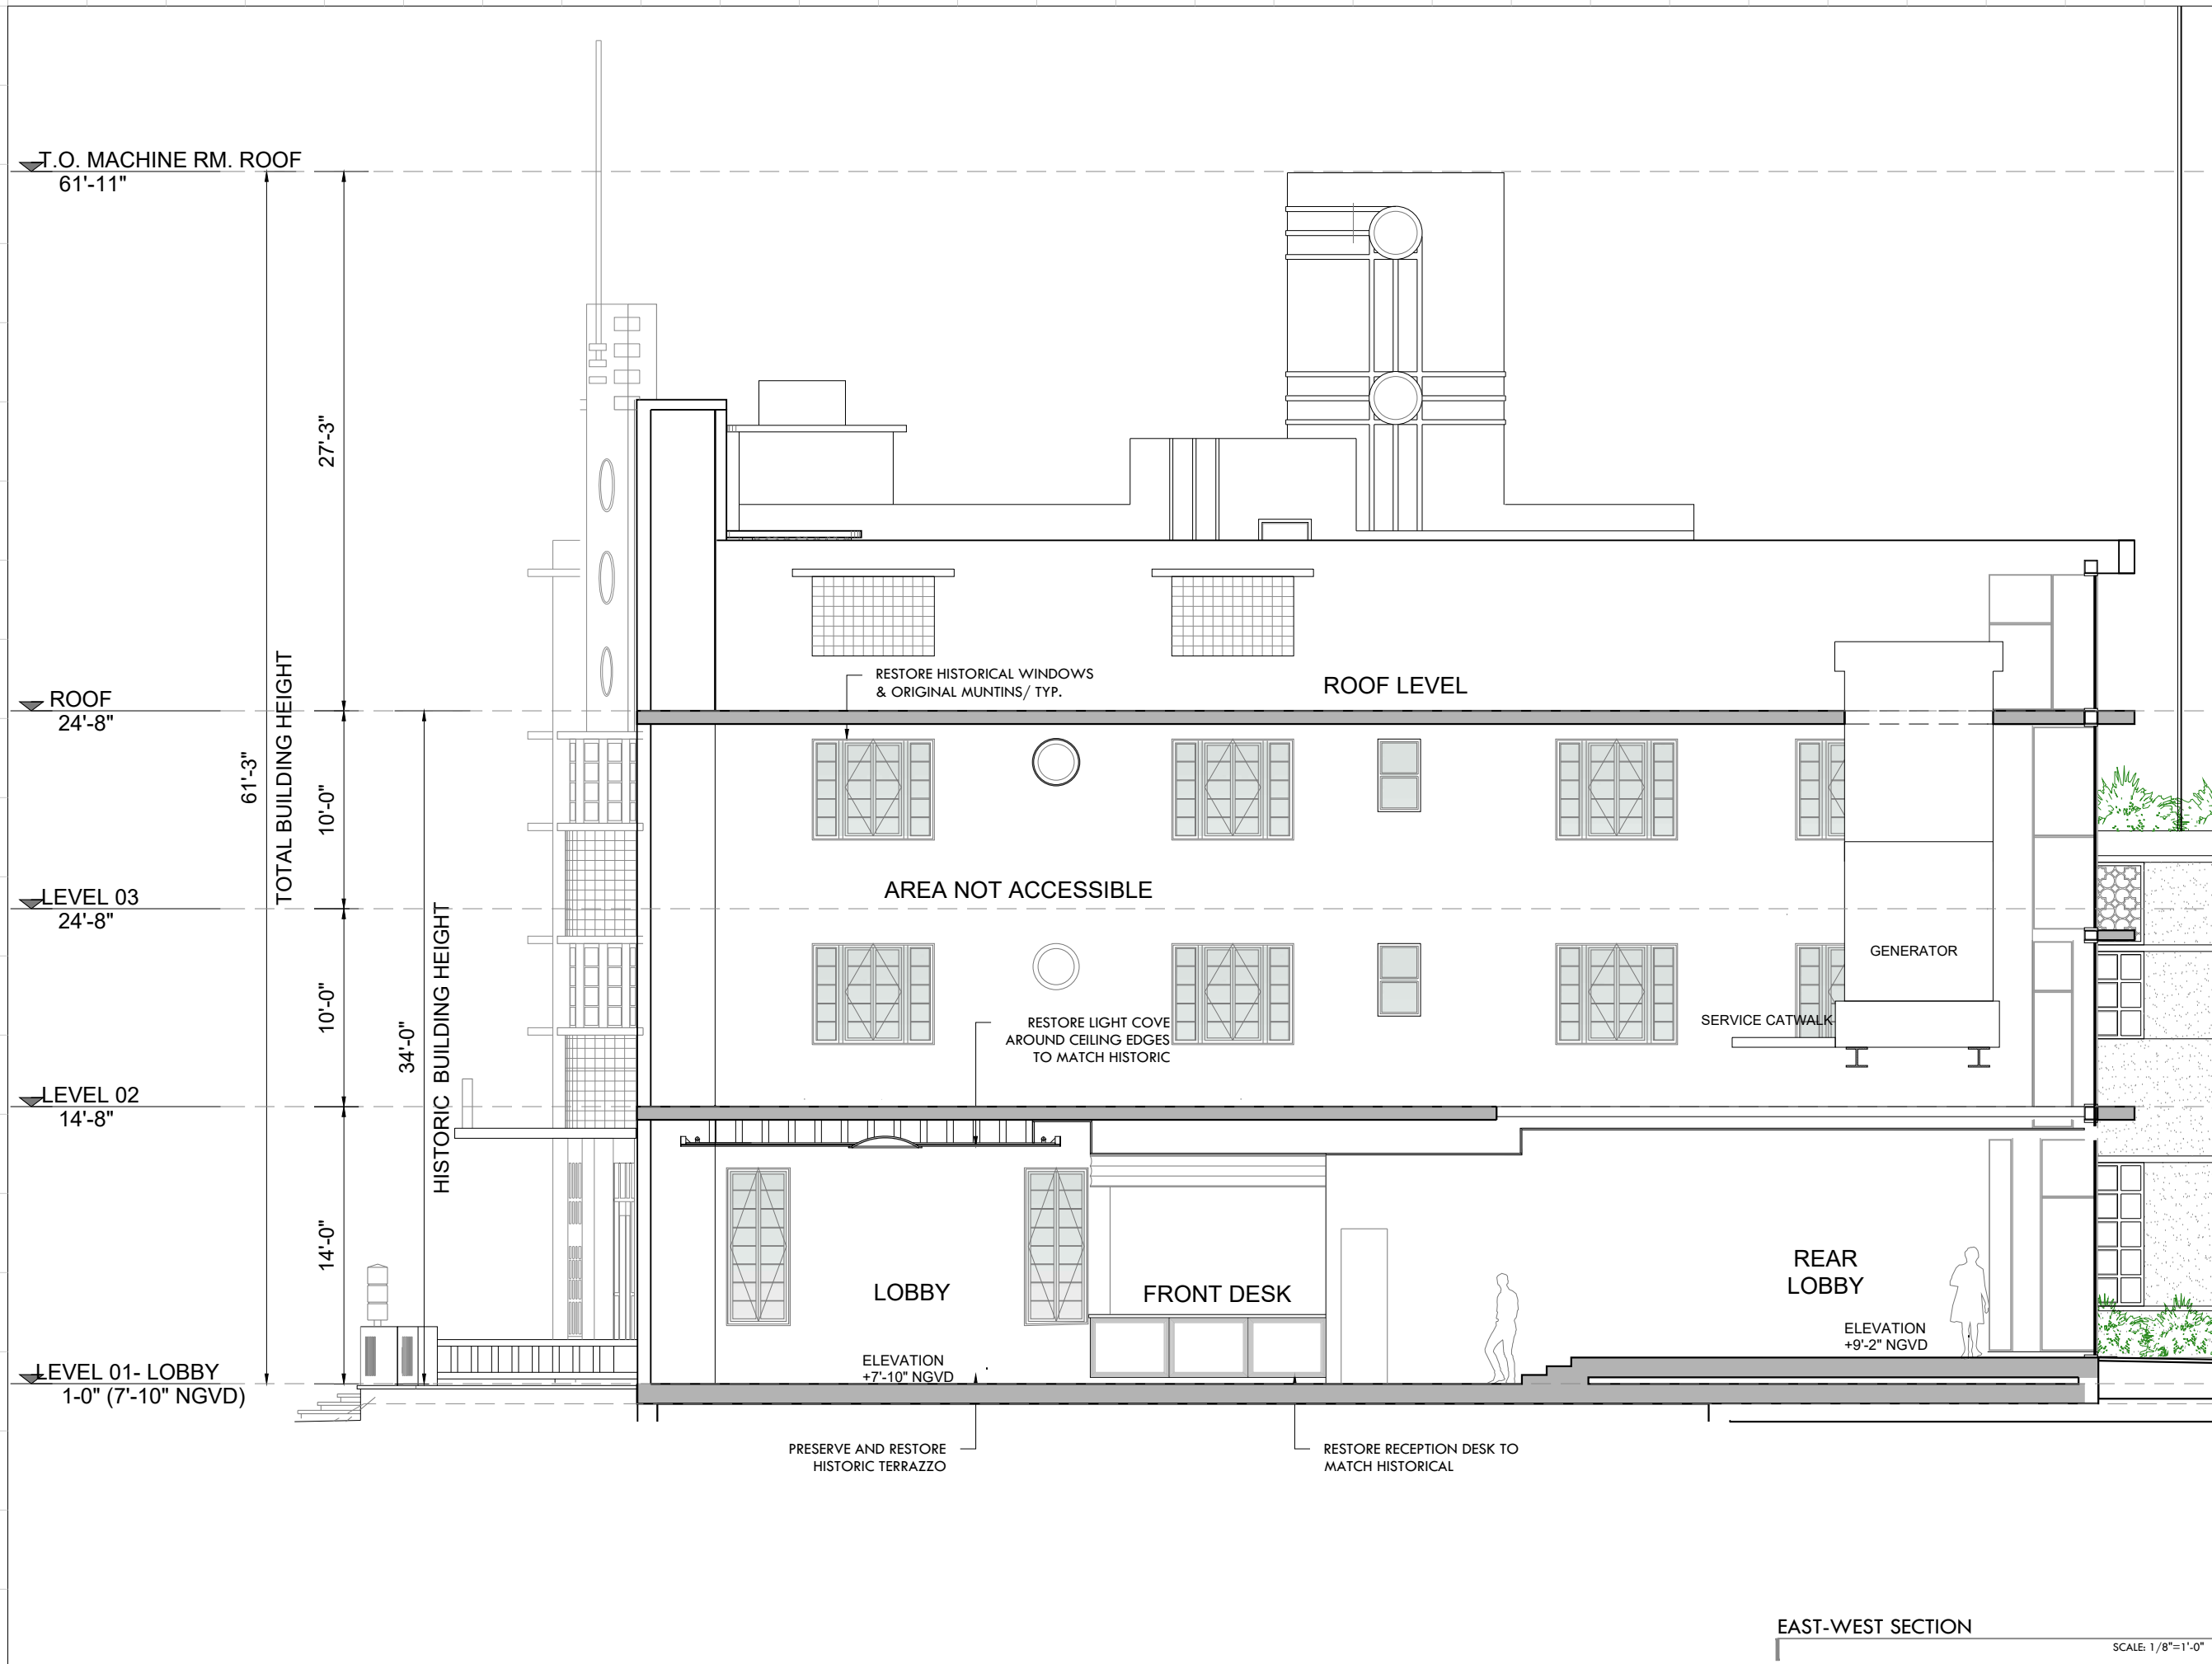 T.O. MACHINE RM. ROOF
61'-11"
27'-3"
RESTORE HISTORICAL WINDOWS
& ORIGINAL MUNTINS/ TYP.
ROOF LEVEL
ROOF
24'-8"
61'-3"
TOTAL BUILDING HEIGHT
10'-0"
AREA NOT ACCESSIBLE
LEVEL 03
24'-8"
GENERATOR
10'-0"
34'-0"
HISTORIC BUILDING HEIGHT
RESTORE LIGHT COVE
AROUND CEILING EDGES
TO MATCH HISTORIC
SERVICE CATWALK
LEVEL 02
14'-8"
14'-0"
LOBBY
FRONT DESK
REAR
LOBBY
ELEVATION
+9'-2" NGVD
ELEVATION
+7'-10" NGVD
LEVEL 01- LOBBY
1-0" (7'-10" NGVD)
PRESERVE AND RESTORE
HISTORIC TERRAZZO
RESTORE RECEPTION DESK TO
MATCH HISTORICAL
EAST-WEST SECTION
SCALE: 1/8"=1'-0"